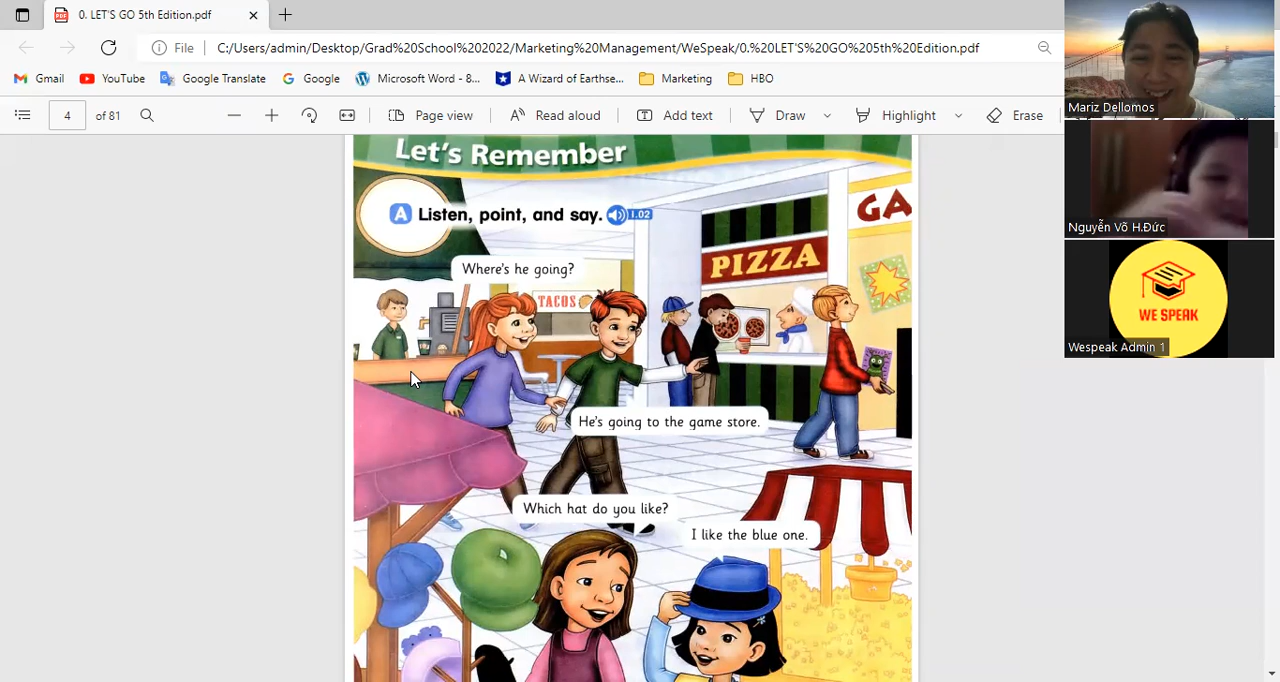 0. LET'S GO 5th Edition.pdf
File
C:/Users/admin/Desktop/Grad%20School%202022/Marketing%20Management/WeSpeak/0.%20LET'S%20GO%205th%20Edition.pdf
Gmail
YouTube
Google Translate
Google
Microsoft Word - 8...
A Wizard of Earthse...
Marketing
HBO
4 of 81
Page view
Read aloud
Add text
Draw
Highlight
Erase
Mariz Dellomos
Nguyễn Võ H.Đức
WE SPEAK
Wespeak Admin 1
Let's Remember
A Listen, point, and say. 1.02
GA
PIZZA
Where's he going?
TACOS
He's going to the game store.
Which hat do you like?
I like the blue one.